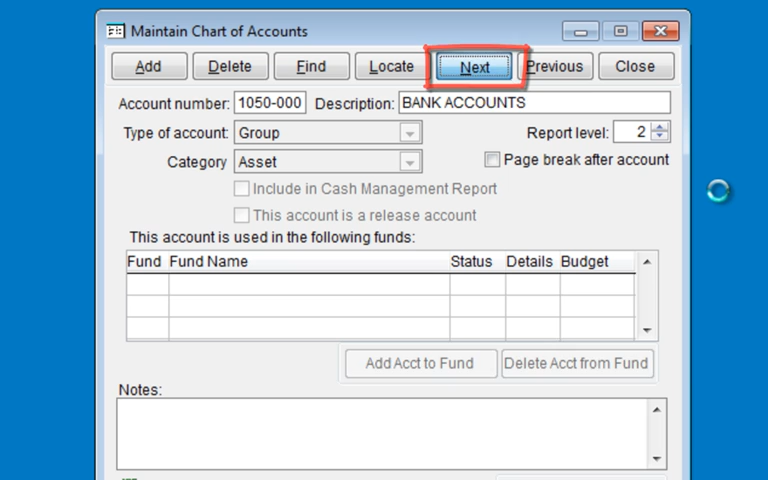 Maintain Chart of Accounts
Add Delete Find Locate Next Previous Close
Account number: 1050-000 Description: BANK ACCOUNTS
Type of account: Group Report level: 2
Category Asset Page break after account
Include in Cash Management Report
This account is a release account
This account is used in the following funds:
Fund Fund Name Status Details Budget
Add Acct to Fund Delete Acct from Fund
Notes: